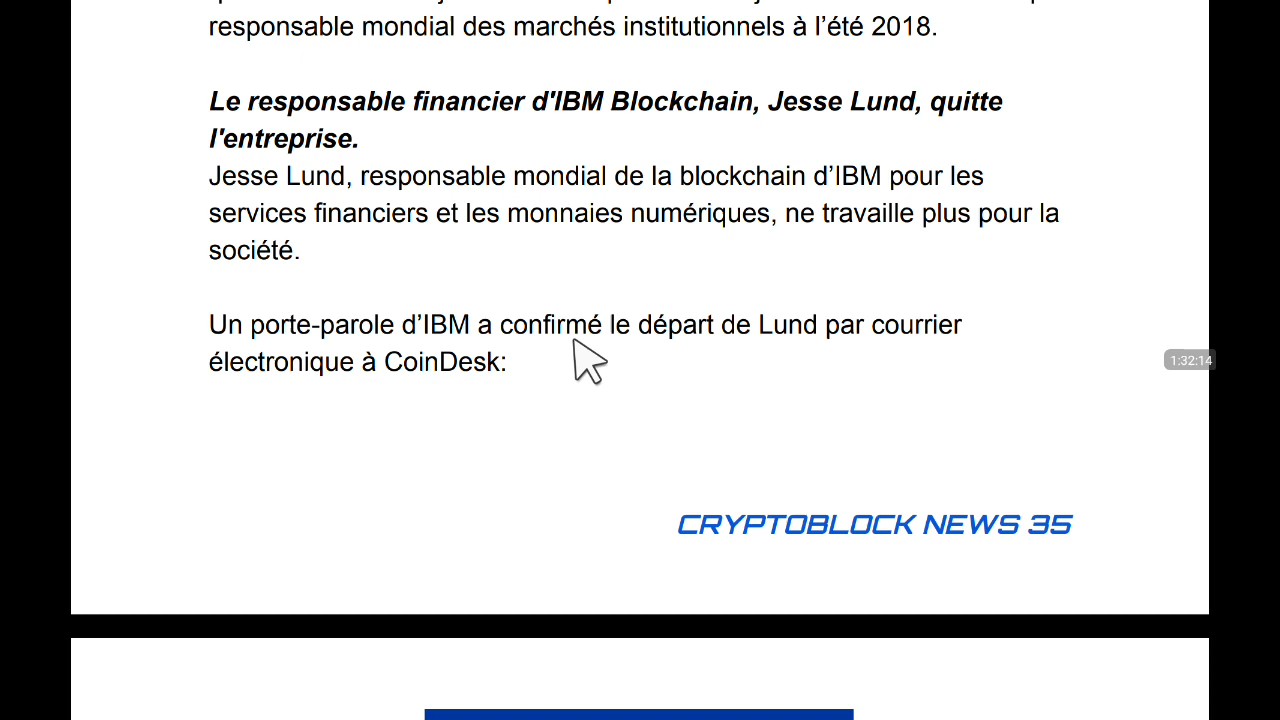 responsable mondial des marchés institutionnels à l’été 2018.
Le responsable financier d'IBM Blockchain, Jesse Lund, quitte
l'entreprise.
Jesse Lund, responsable mondial de la blockchain d’IBM pour les
services financiers et les monnaies numériques, ne travaille plus pour la
société.
Un porte-parole d’IBM a confirmé le départ de Lund par courrier
électronique à CoinDesk:
1:32:14
CRYPTOBLOCK NEWS 35